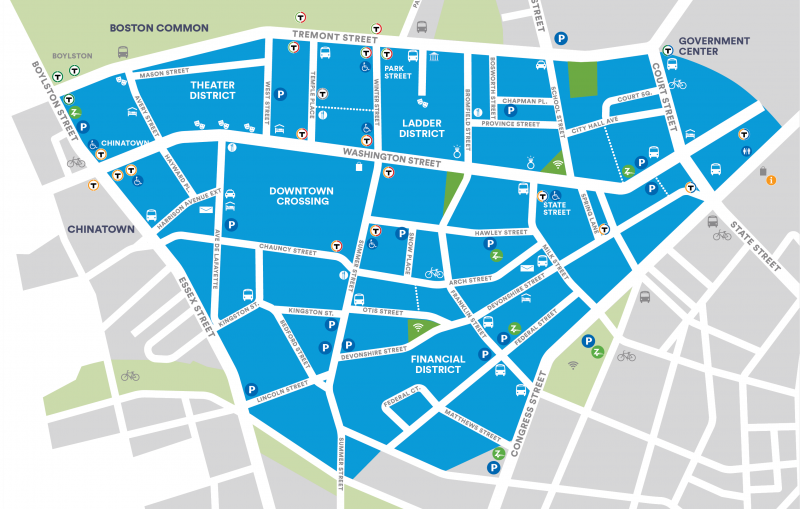 BOSTON COMMON
TREMONT STREET
PA
STREET
GOVERNMENT
CENTER
BOYLSTON
BOYLSTON STREET
MASON STREET
THEATER
DISTRICT
AVERY STREET
WEST STREET
TEMPLE PLACE
WINTER STREET
PARK
STREET
LADDER
DISTRICT
BROMFIELD STREET
BOSWORTH STREET
CHAPMAN PL.
PROVINCE STREET
SCHOOL STREET
CITY HALL AVE
COURT SQ.
COURT STREET
CHINATOWN
WASHINGTON STREET
HAYWARD PL.
HARRISON AVENUE EXT
DOWNTOWN
CROSSING
STATE
STREET
SPRING LANE
STATE STREET
CHINATOWN
AVE DE LAFAYETTE
CHAUNCY STREET
SUMMER STREET
SNOW PLACE
HAWLEY STREET
MILK STREET
ARCH STREET
DEVONSHIRE STREET
ESSEX STREET
KINGSTON ST.
KINGSTON ST.
OTIS STREET
FRANKLIN STREET
FEDERAL STREET
BEDFORD STREET
DEVONSHIRE STREET
FINANCIAL
DISTRICT
LINCOLN STREET
FEDERAL CT.
MATTHEWS STREET
CONGRESS STREET
SUMMER STREET